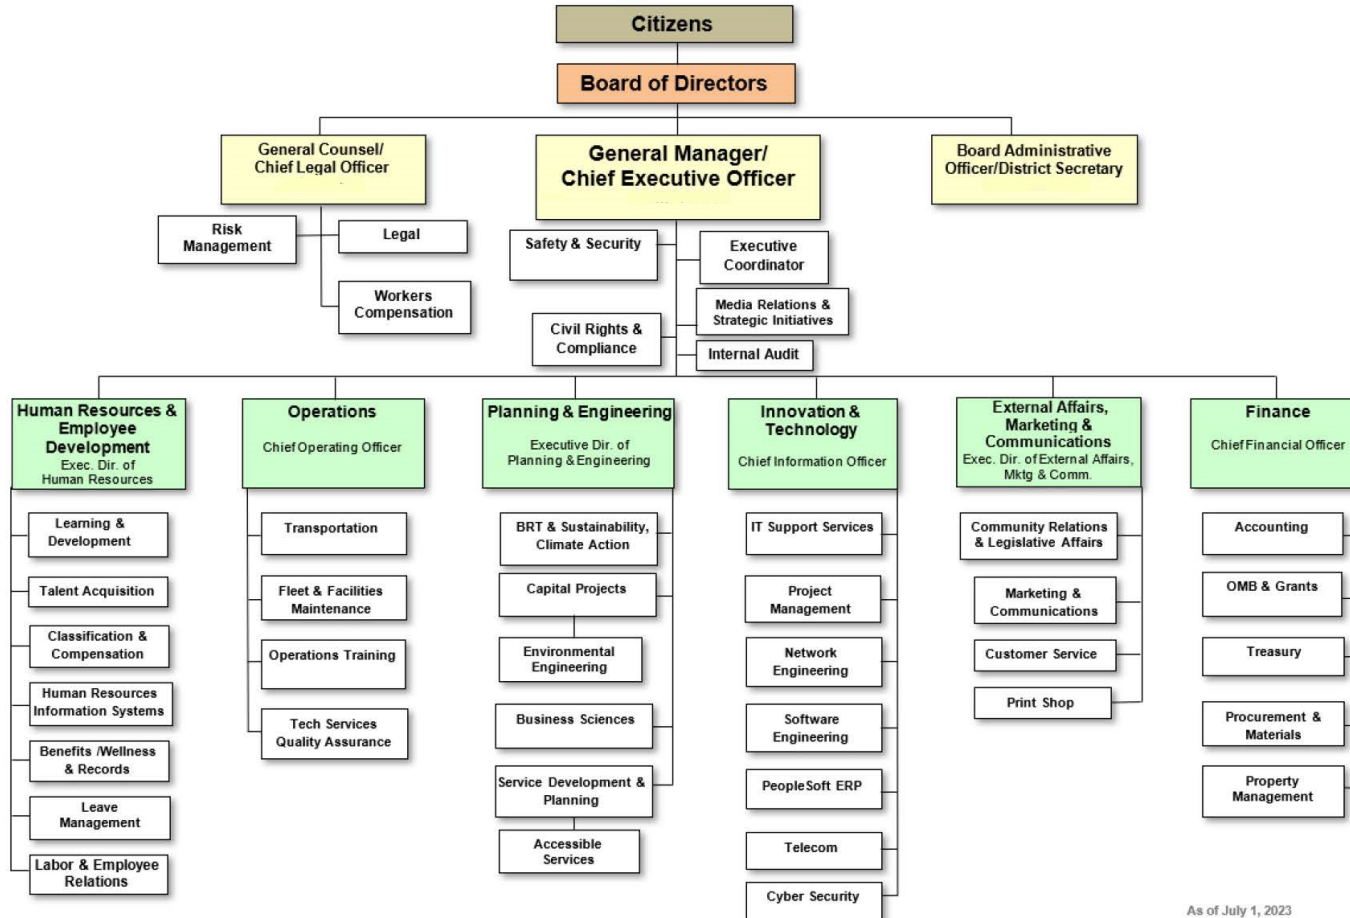 Citizens
Board of Directors
General Counsel/
Chief Legal Officer
General Manager/
Chief Executive Officer
Board Administrative
Officer/District Secretary
Risk
Management
Legal
Workers
Compensation
Safety & Security
Executive
Coordinator
Media Relations &
Strategic Initiatives
Civil Rights &
Compliance
Internal Audit
Human Resources &
Employee
Development
Exec. Dir. of
Human Resources
Learning &
Development
Talent Acquisition
Classification &
Compensation
Human Resources
Information Systems
Benefits /Wellness
& Records
Leave
Management
Labor & Employee
Relations
Operations
Chief Operating Officer
Transportation
Fleet & Facilities
Maintenance
Operations Training
Tech Services
Quality Assurance
Planning & Engineering
Executive Dir. of
Planning & Engineering
BRT & Sustainability,
Climate Action
Capital Projects
Environmental
Engineering
Business Sciences
Service Development &
Planning
Accessible
Services
Innovation &
Technology
Chief Information Officer
IT Support Services
Project
Management
Network
Engineering
Software
Engineering
PeopleSoft ERP
Telecom
Cyber Security
External Affairs,
Marketing &
Communications
Exec. Dir. of External Affairs,
Mktg & Comm.
Community Relations
& Legislative Affairs
Marketing &
Communications
Customer Service
Print Shop
Finance
Chief Financial Officer
Accounting
OMB & Grants
Treasury
Procurement &
Materials
Property
Management
As of July 1, 2023